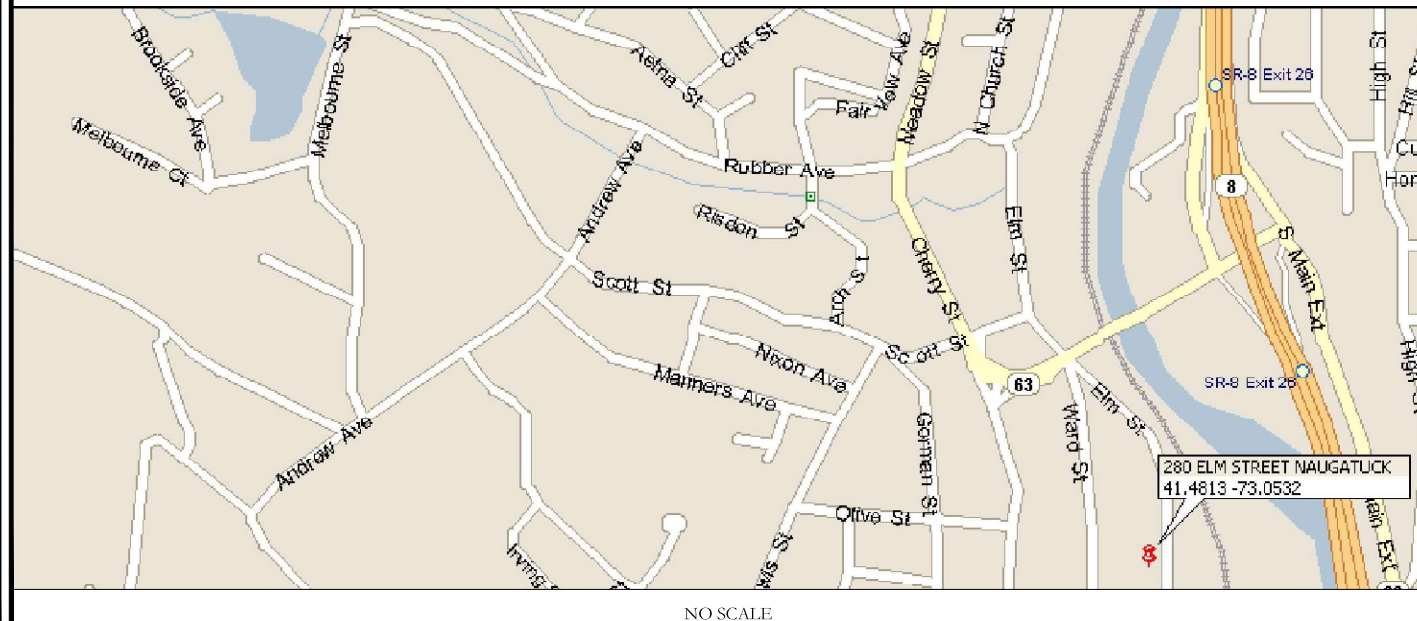 Brookside Ave
Melbourne St
Melbourne Ct
Aetna St
Cliff St
Fair View Ave
Meadow St
N Church St
SR-8 Exit 26
High St
8
Rubber Ave
Andrew Ave
Risdon St
Elm St
Cherry St
Arch St
S Main Ext
Scott St
Scott St
Nixon Ave
Manners Ave
63
SR-8 Exit 26
High St
Andrew Ave
Gorman St
Ward St
Elm St
280 ELM STREET NAUGATUCK
41.4813 -73.0532
Olive St
Irving
NO SCALE